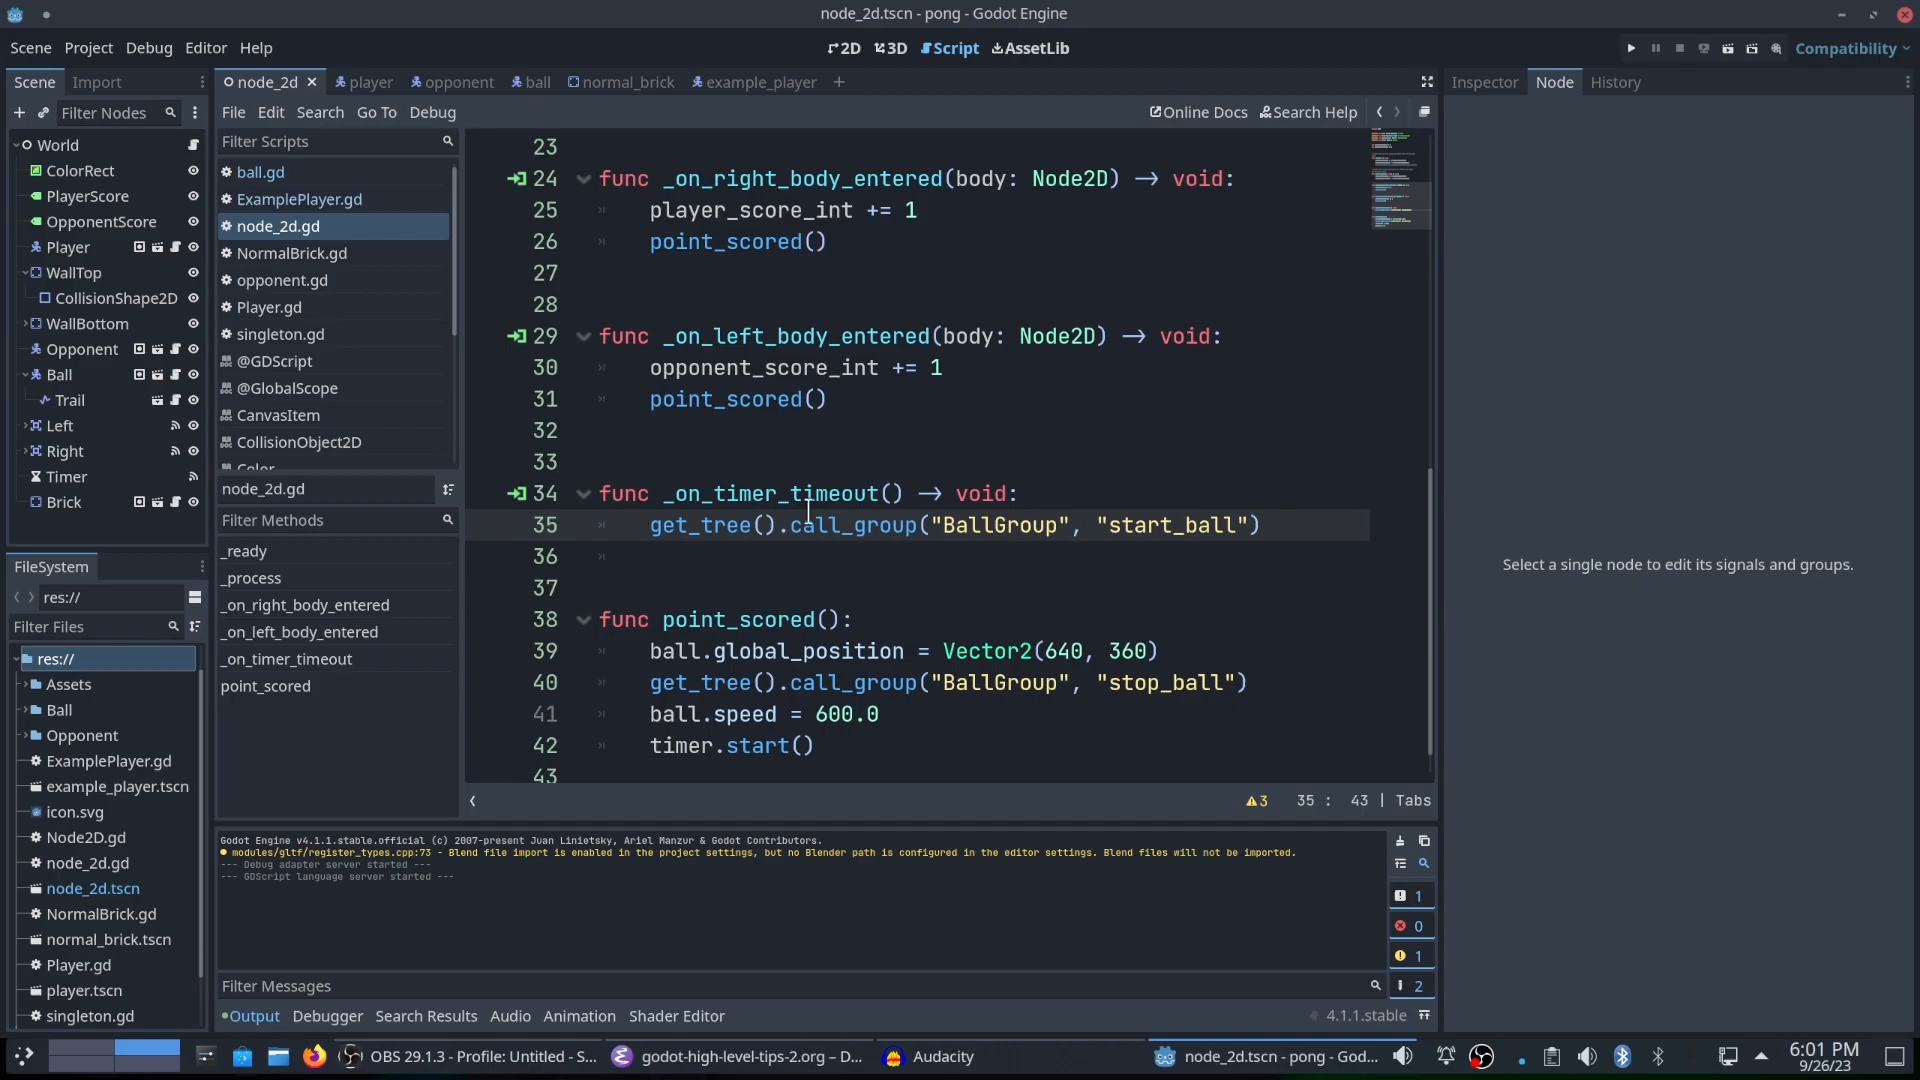 node_2d.tscn - pong - Godot Engine
Scene Project Debug Editor Help
2D 3D Script AssetLib
Compatibility
Scene Import
node_2d player opponent ball normal_brick example_player
Inspector Node History
Filter Nodes
File Edit Search Go To Debug
Online Docs Search Help
World
ColorRect
PlayerScore
OpponentScore
Player
WallTop
CollisionShape2D
WallBottom
Opponent
Ball
Trail
Left
Right
Timer
Brick
FileSystem
res://
Filter Files
res://
Assets
Ball
Opponent
ExamplePlayer.gd
example_player.tscn
icon.svg
Node2D.gd
node_2d.gd
node_2d.tscn
NormalBrick.gd
normal_brick.tscn
Player.gd
player.tscn
singleton.gd
Filter Scripts
ball.gd
ExamplePlayer.gd
node_2d.gd
NormalBrick.gd
opponent.gd
Player.gd
singleton.gd
@GDScript
@GlobalScope
CanvasItem
CollisionObject2D
Color
node_2d.gd
Filter Methods
_ready
_process
_on_right_body_entered
_on_left_body_entered
_on_timer_timeout
point_scored
23
24 func _on_right_body_entered(body: Node2D) -> void:
25 player_score_int += 1
26 point_scored()
27
28
29 func _on_left_body_entered(body: Node2D) -> void:
30 opponent_score_int += 1
31 point_scored()
32
33
34 func _on_timer_timeout() -> void:
35 get_tree().call_group("BallGroup", "start_ball")
36
37
38 func point_scored():
39 ball.global_position = Vector2(640, 360)
40 get_tree().call_group("BallGroup", "stop_ball")
41 ball.speed = 600.0
42 timer.start()
43
3 35 : 43 | Tabs
Select a single node to edit its signals and groups.
Godot Engine v4.1.1.stable.official (c) 2007-present Juan Linietsky, Ariel Manzur & Godot Contributors.
modules/gltf/register_types.cpp:73 - Blend file import is enabled in the project settings, but no Blender path is configured in the editor settings. Blend files will not be imported.
--- Debug adapter server started ---
--- GDScript language server started ---
1
0
1
2
Filter Messages
Output Debugger Search Results Audio Animation Shader Editor
4.1.1.stable
OBS 29.1.3 - Profile: Untitled - S...
godot-high-level-tips-2.org – D...
Audacity
node_2d.tscn - pong - God...
6:01 PM
9/26/23